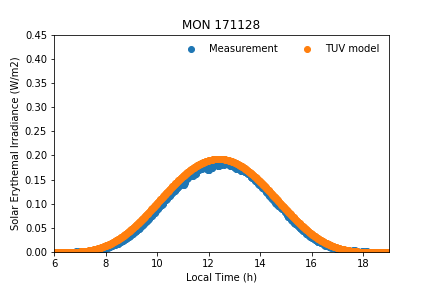 MON 171128
Measurement
TUV model
Solar Erythemal Irradiance (W/m2)
0.45
0.40
0.35
0.30
0.25
0.20
0.15
0.10
0.05
0.00
6 8 10 12 14 16 18
Local Time (h)